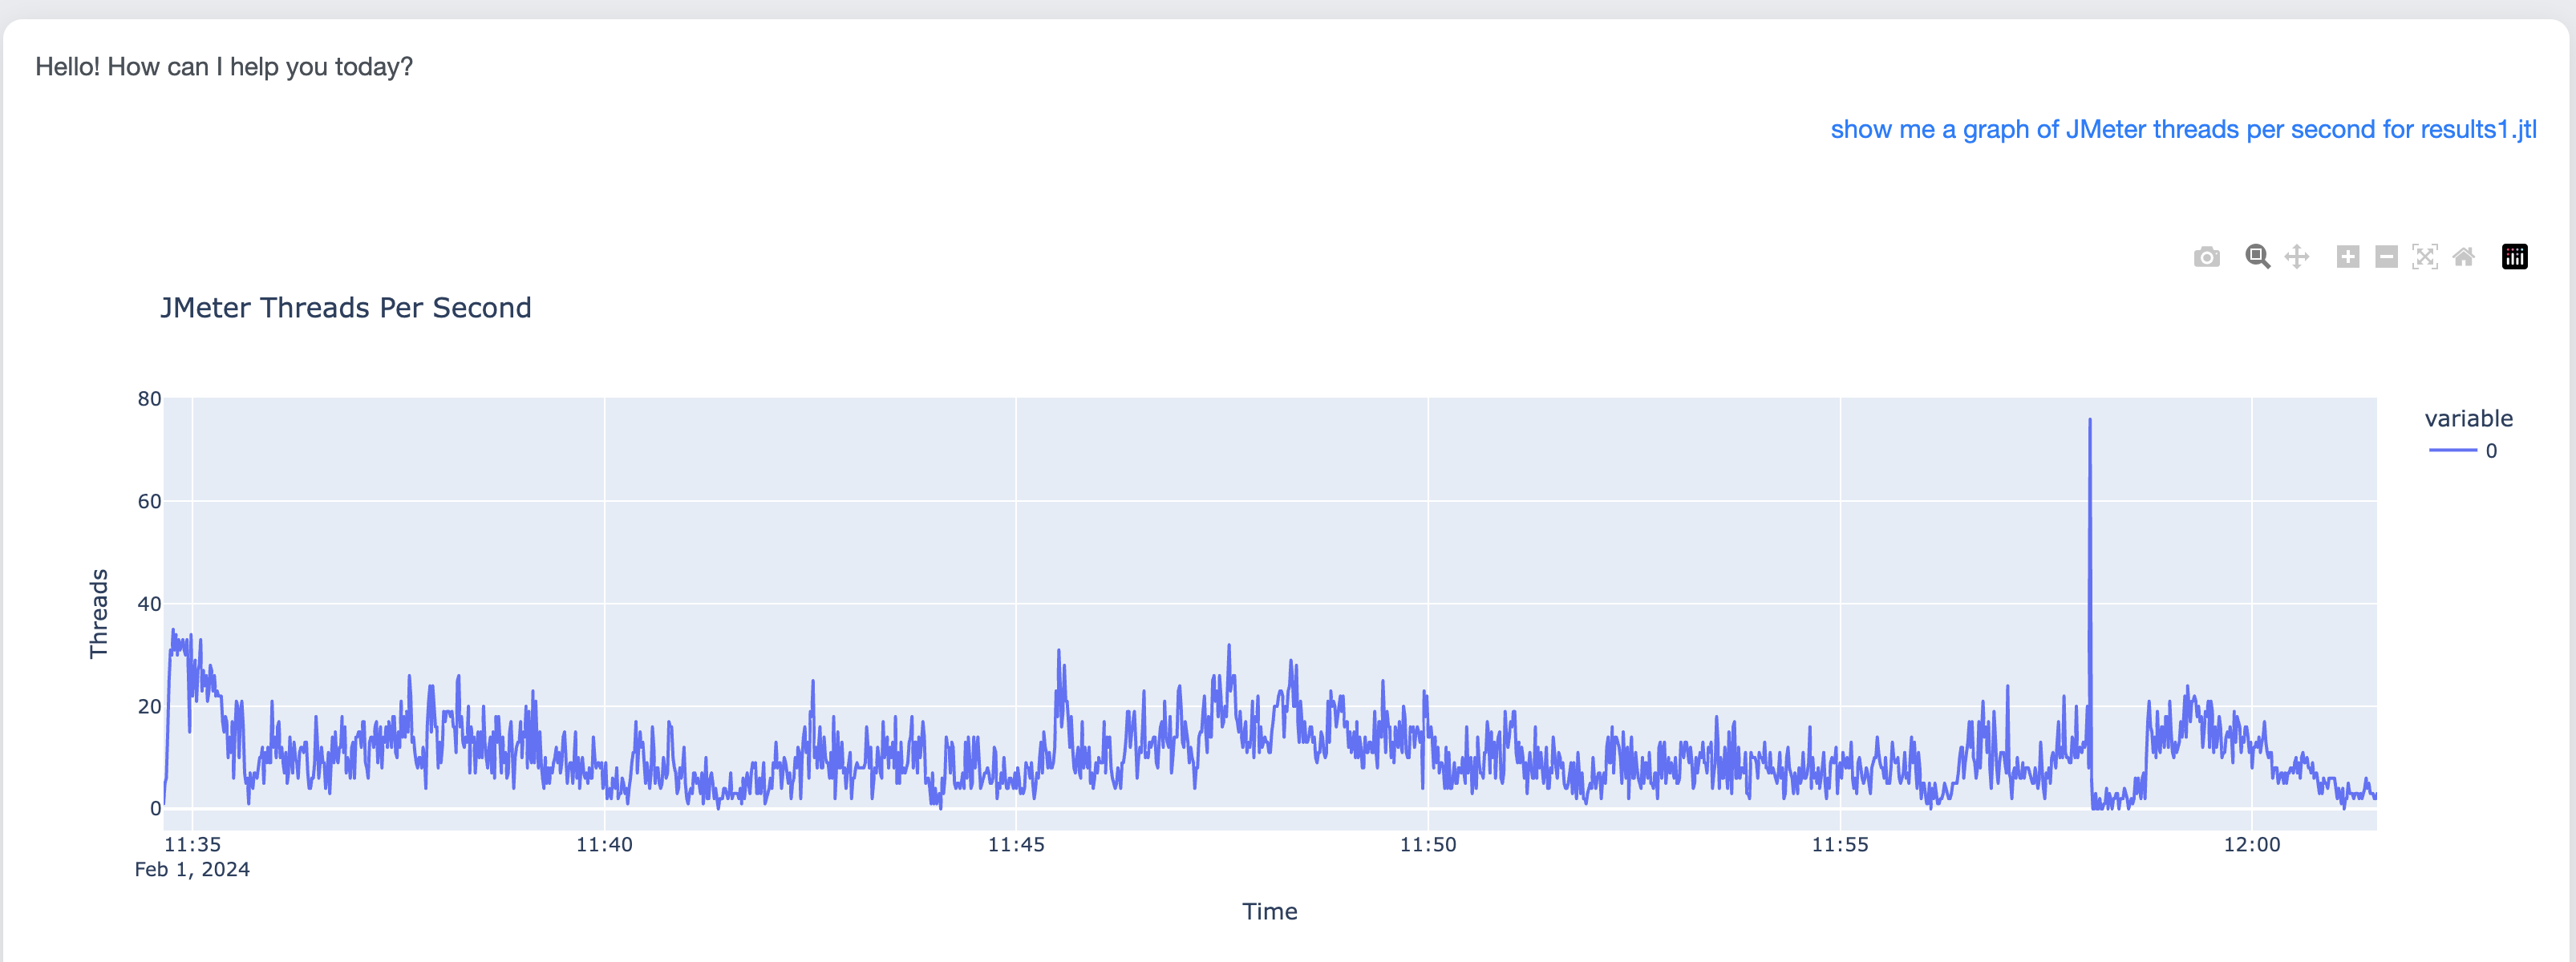 Hello! How can I help you today?
show me a graph of JMeter threads per second for results1.jtl
JMeter Threads Per Second
80
60
40
20
0
Threads
variable
0
11:35
Feb 1, 2024
11:40
11:45
11:50
11:55
12:00
Time